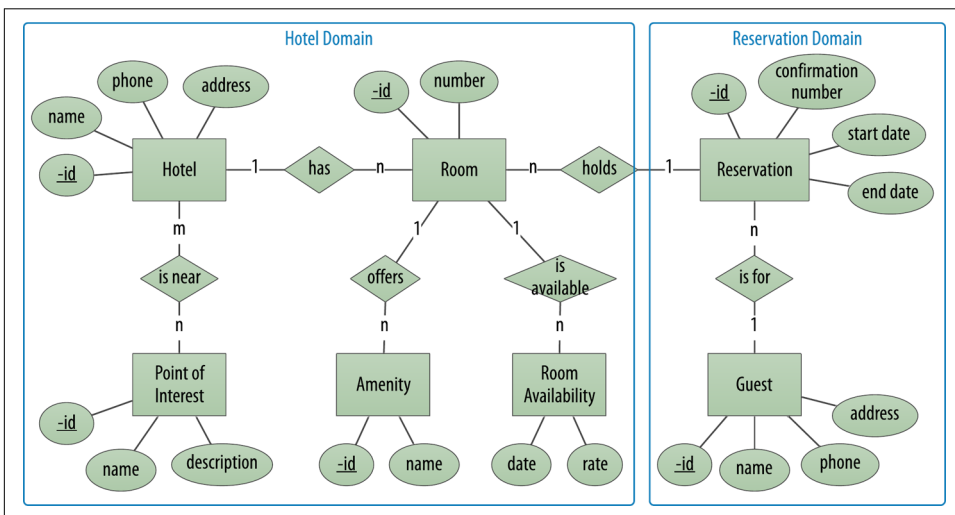 Hotel Domain
Reservation Domain
phone
address
name
-id
Hotel
1
has
n
-id
number
Room
n
holds
1
-id
confirmation
number
start date
end date
Reservation
m
is near
n
1
offers
n
1
is
available
n
n
is for
1
Point of
Interest
-id
name
description
Amenity
-id
name
Room
Availability
date
rate
Guest
address
-id
name
phone